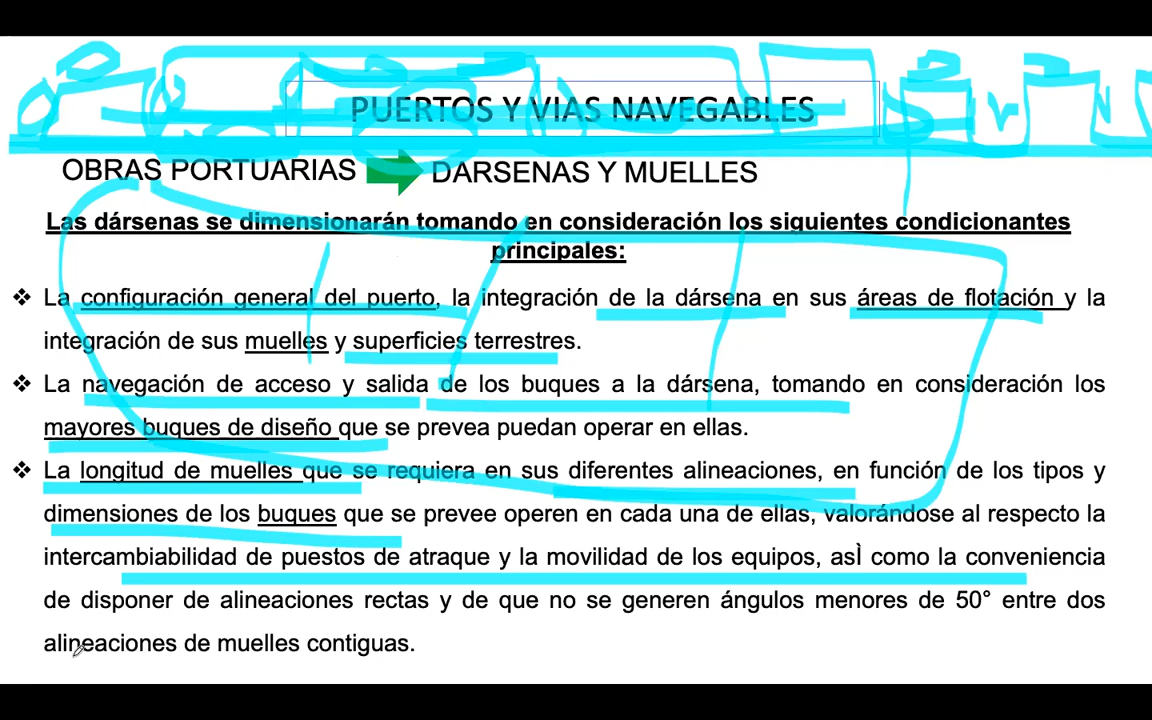 PUERTOS Y VIAS NAVEGABLES
OBRAS PORTUARIAS DARSENAS Y MUELLES
Las dársenas se dimensionarán tomando en consideración los siguientes condicionantes
principales:
❖ La configuración general del puerto, la integración de la dársena en sus áreas de flotación y la
integración de sus muelles y superficies terrestres.
❖ La navegación de acceso y salida de los buques a la dársena, tomando en consideración los
mayores buques de diseño que se prevea puedan operar en ellas.
❖ La longitud de muelles que se requiera en sus diferentes alineaciones, en función de los tipos y
dimensiones de los buques que se prevee operen en cada una de ellas, valorándose al respecto la
intercambiabilidad de puestos de atraque y la movilidad de los equipos, asÌ como la conveniencia
de disponer de alineaciones rectas y de que no se generen ángulos menores de 50° entre dos
alineaciones de muelles contiguas.